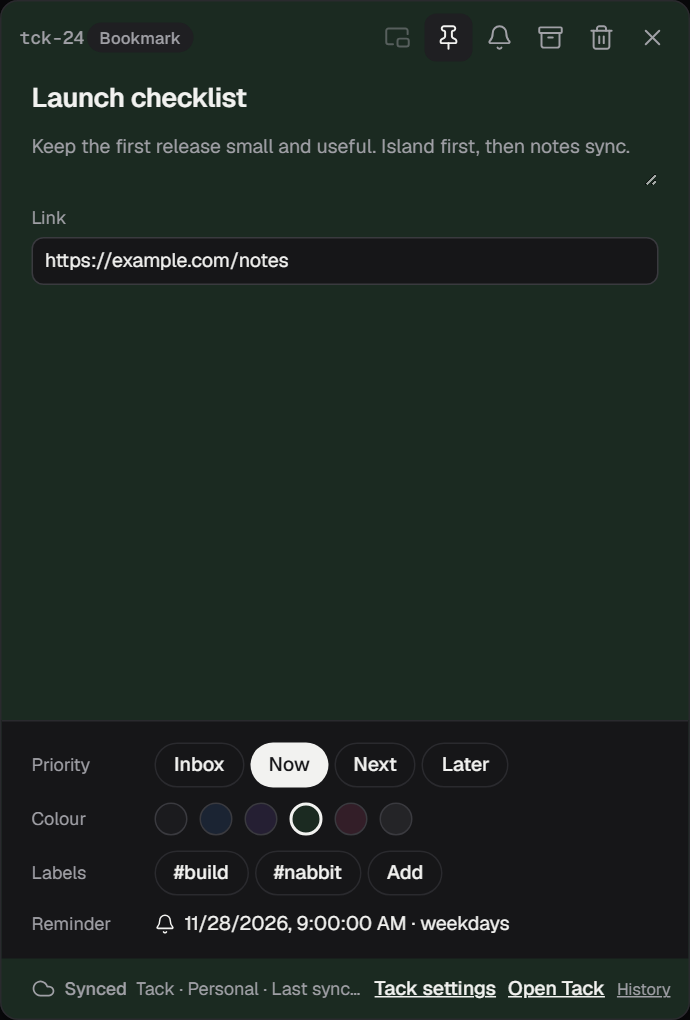 tck-24 Bookmark
Launch checklist
Keep the first release small and useful. Island first, then notes sync.
Link
https://example.com/notes
Priority Inbox Now Next Later
Colour
Labels #build #nabbit Add
Reminder 11/28/2026, 9:00:00 AM · weekdays
Synced Tack · Personal · Last sync… Tack settings Open Tack History